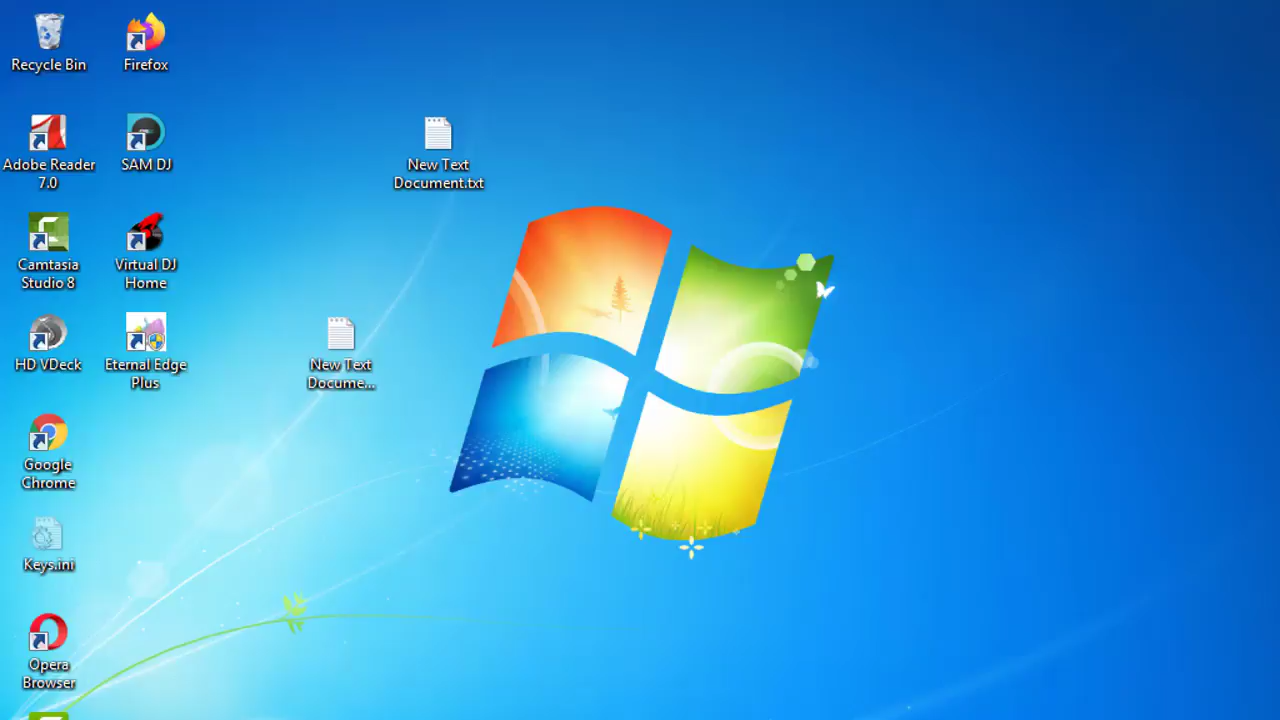 Recycle Bin
Firefox
Adobe Reader
7.0
SAM DJ
New Text
Document.txt
Camtasia
Studio 8
Virtual DJ
Home
HD VDeck
Eternal Edge
Plus
New Text
Docume...
Google
Chrome
Keys.ini
Opera
Browser